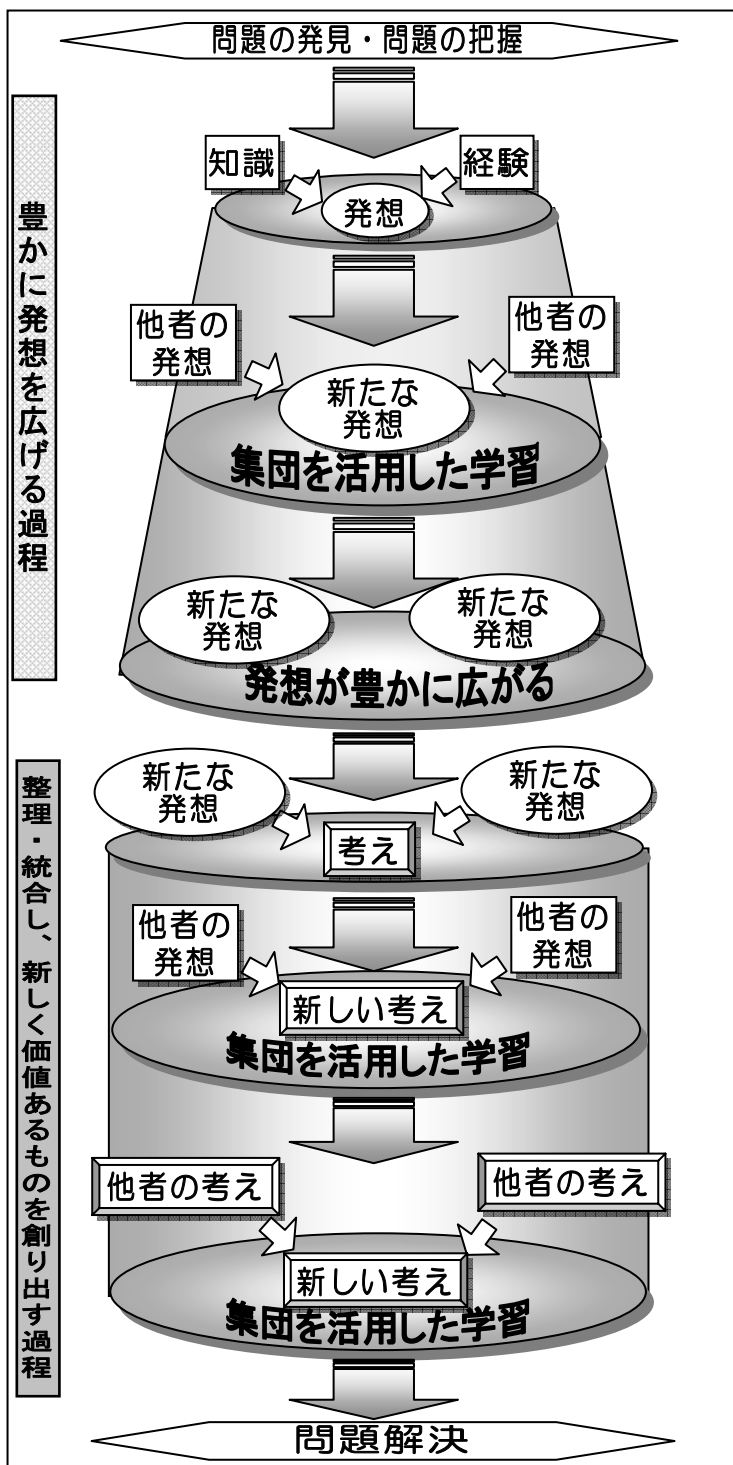 問題の発見・問題の把握
豊かに発想を広げる過程
知識
経験
発想
他者の
発想
他者の
発想
新たな
発想
集団を活用した学習
新たな
発想
新たな
発想
発想が豊かに広がる
整理・統合し、新しく価値あるものを創り出す過程
新たな
発想
新たな
発想
考え
他者の
発想
他者の
発想
新しい考え
集団を活用した学習
他者の考え
他者の考え
新しい考え
集団を活用した学習
問題解決